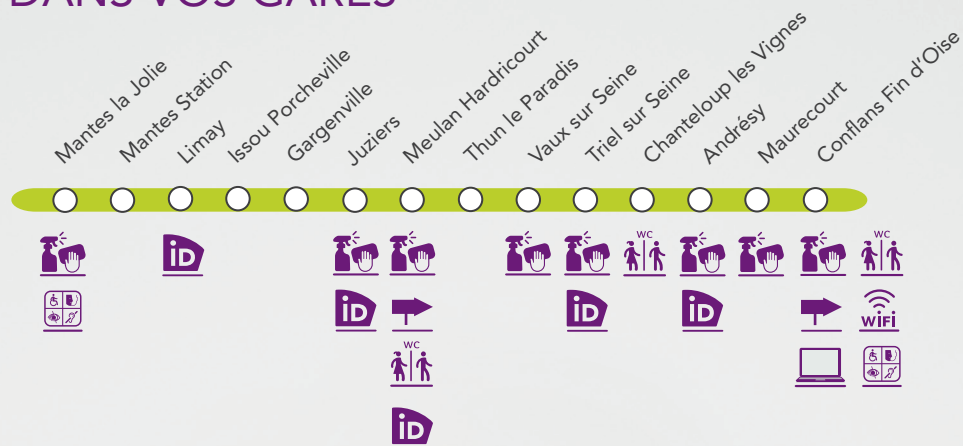 DANS VOS GARES
Mantes la Jolie
Mantes Station
Limay
Issou Porcheville
Gargenville
Juziers
Meulan Hardricourt
Thun le Paradis
Vaux sur Seine
Triel sur Seine
Chanteloup les Vignes
Andrésy
Maurecourt
Conflans Fin d'Oise
WC
WC
iD
iD
iD
iD
WiFi
WC
iD